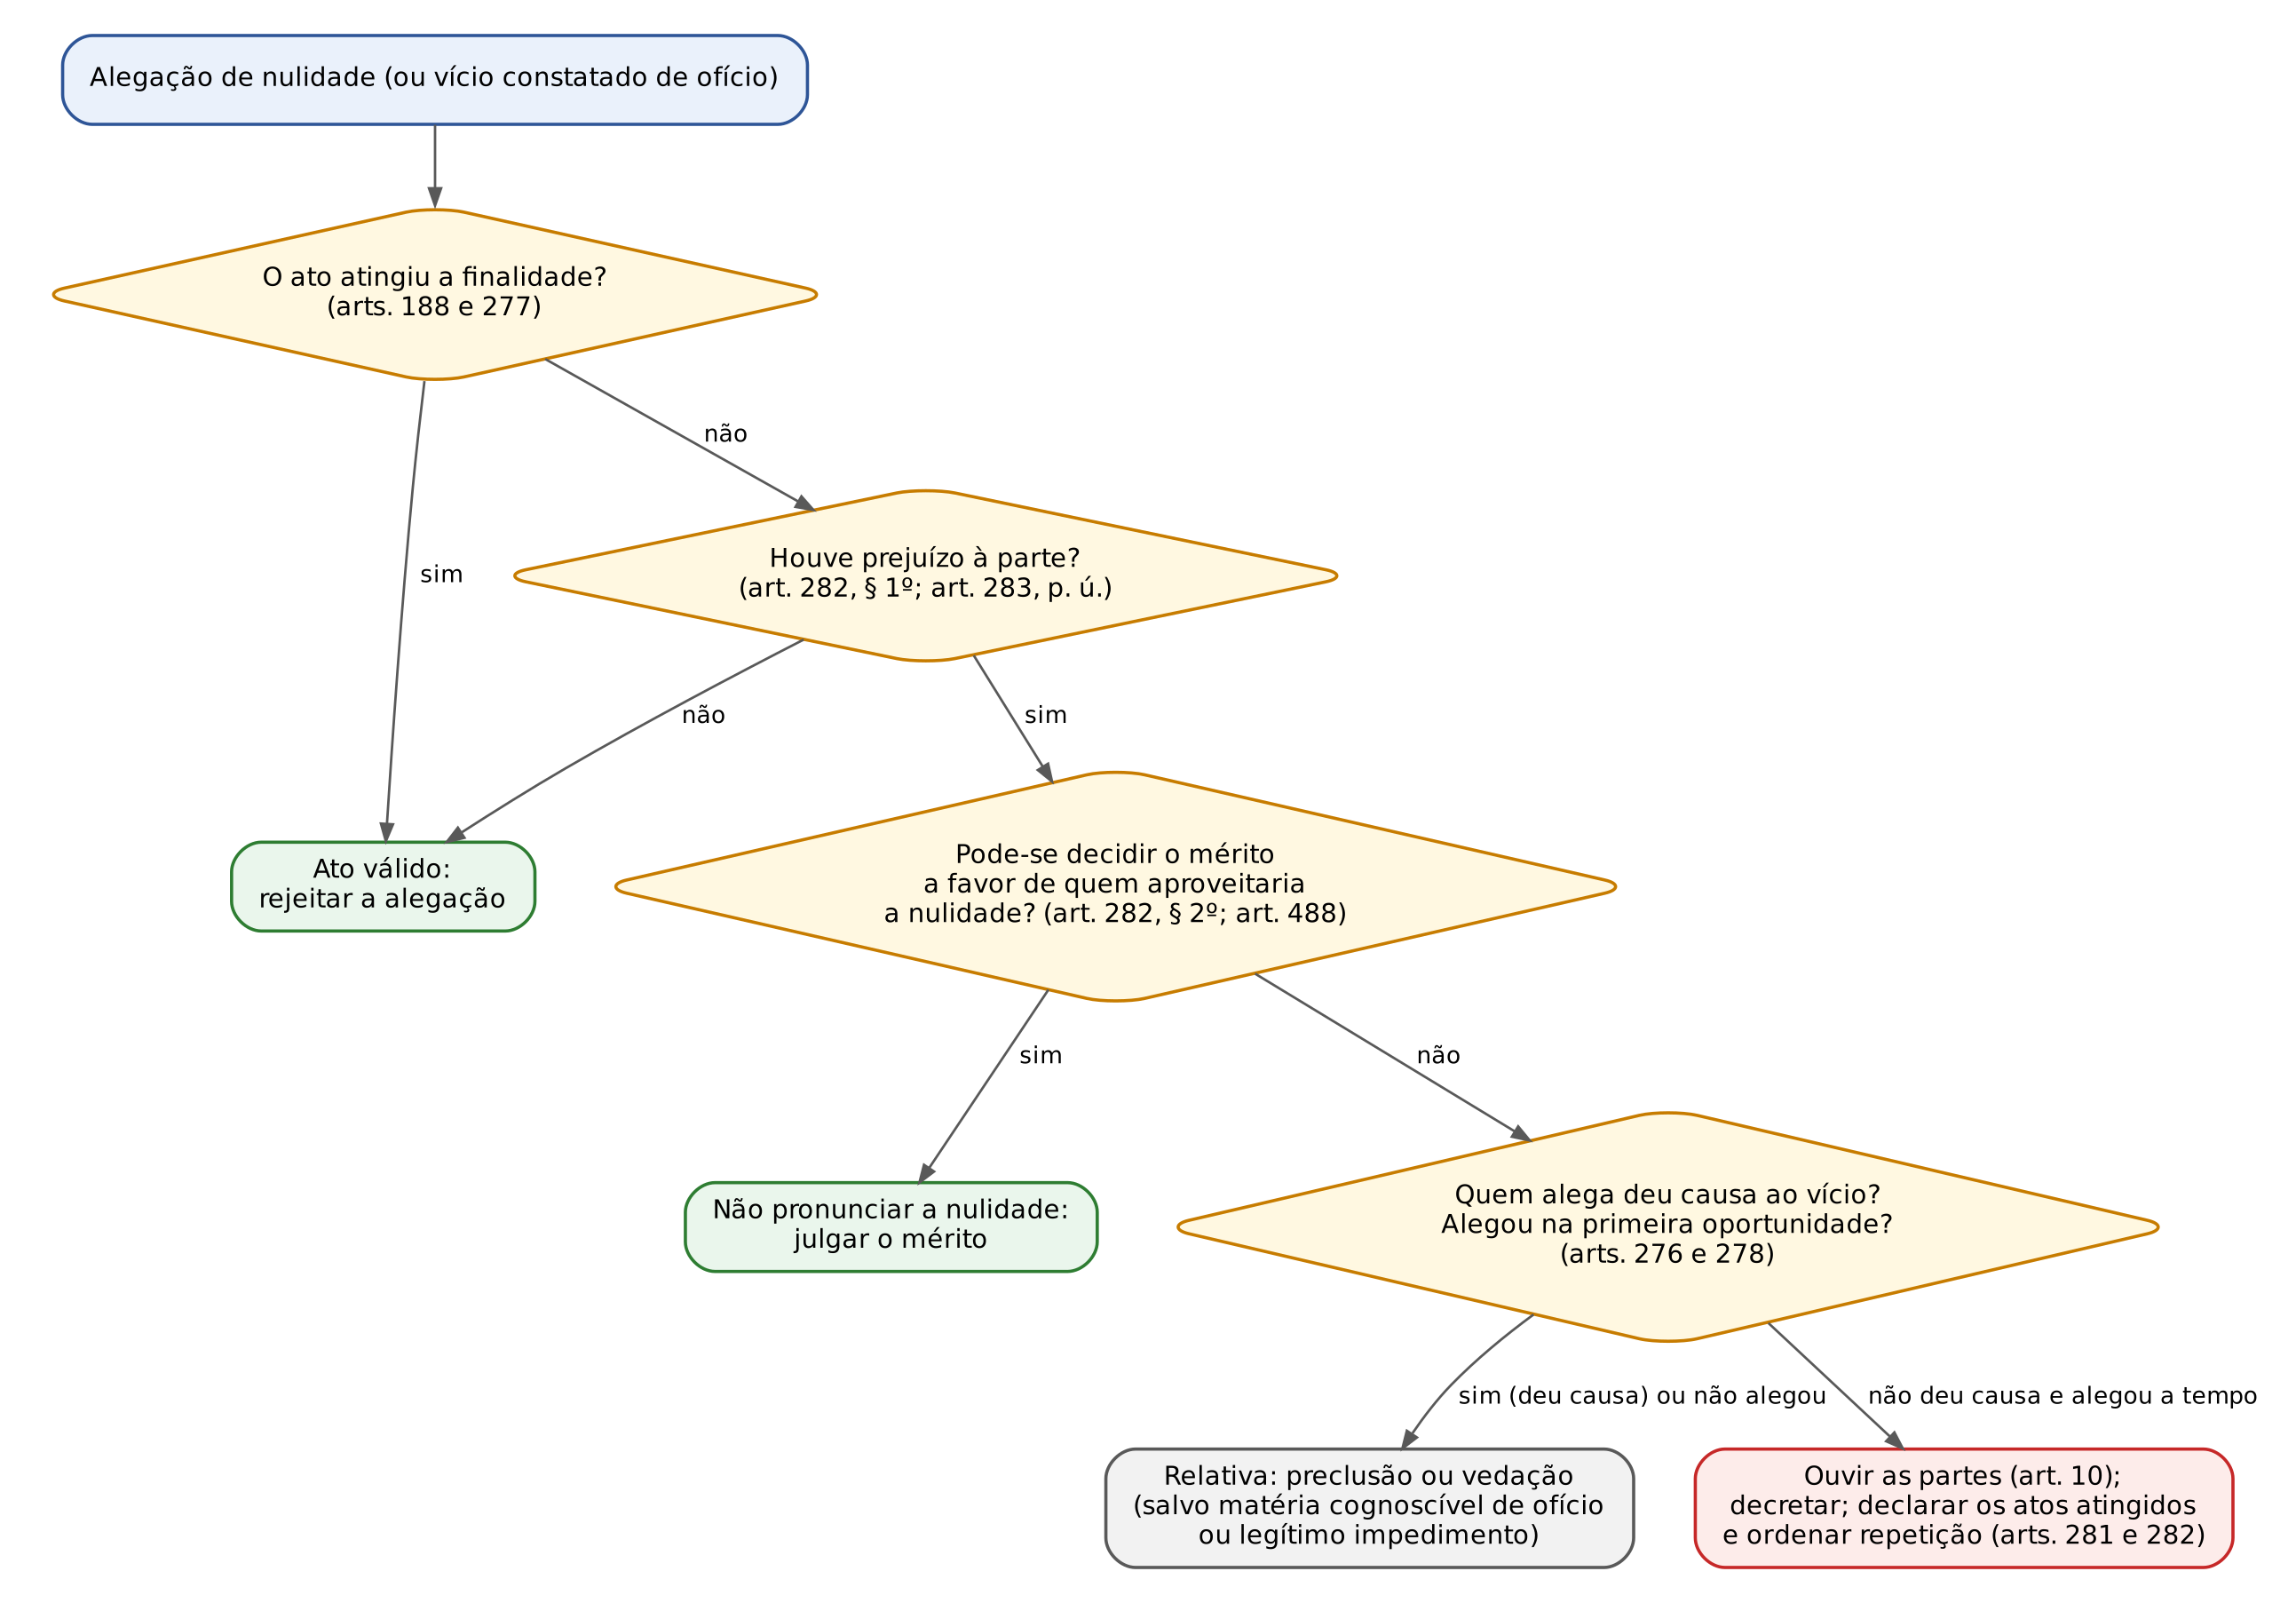 Alegação de nulidade (ou vício constatado de ofício)
O ato atingiu a finalidade?
(arts. 188 e 277)
não
Houve prejuízo à parte?
(art. 282, § 1º; art. 283, p. ú.)
sim
não
sim
Pode-se decidir o mérito
a favor de quem aproveitaria
a nulidade? (art. 282, § 2º; art. 488)
Ato válido:
rejeitar a alegação
sim
não
Quem alega deu causa ao vício?
Alegou na primeira oportunidade?
(arts. 276 e 278)
Não pronunciar a nulidade:
julgar o mérito
sim (deu causa) ou não alegou
não deu causa e alegou a tempo
Relativa: preclusão ou vedação
(salvo matéria cognoscível de ofício
ou legítimo impedimento)
Ouvir as partes (art. 10);
decretar; declarar os atos atingidos
e ordenar repetição (arts. 281 e 282)